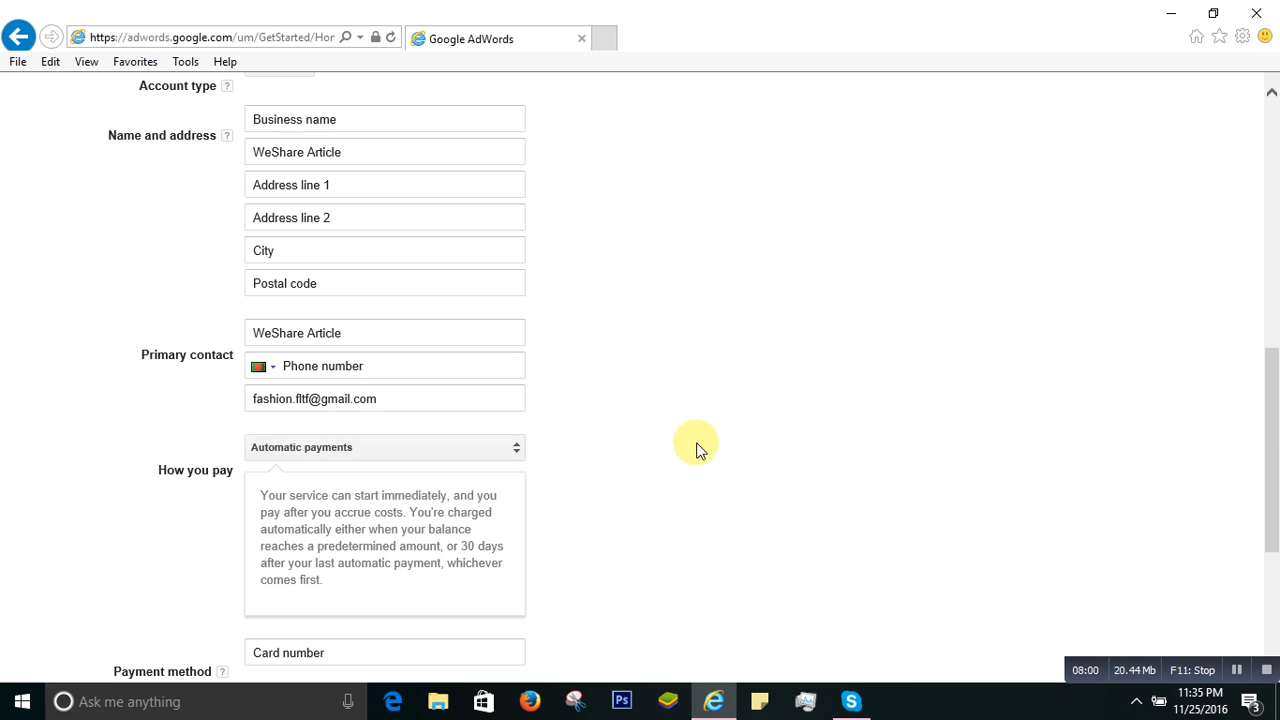 https://adwords.google.com/um/GetStarted/Hor
Google AdWords
File Edit View Favorites Tools Help
Account type ?
Business name
Name and address ?
WeShare Article
Address line 1
Address line 2
City
Postal code
WeShare Article
Primary contact
Phone number
fashion.fltf@gmail.com
Automatic payments
How you pay
Your service can start immediately, and you
pay after you accrue costs. You're charged
automatically either when your balance
reaches a predetermined amount, or 30 days
after your last automatic payment, whichever
comes first.
Card number
Payment method ?
08:00 20.44 Mb F11: Stop
Ask me anything
Ps
11:35 PM
11/25/2016
3